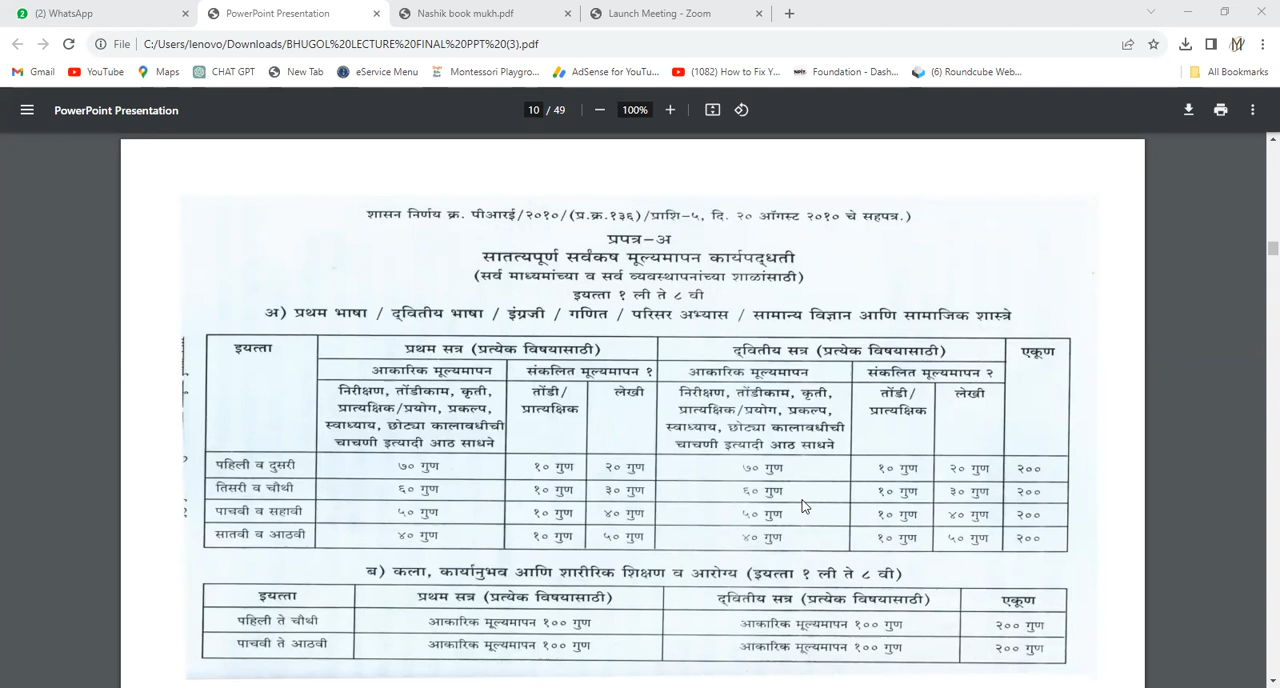 (2) WhatsApp
PowerPoint Presentation
Nashik book mukh.pdf
Launch Meeting - Zoom
File
C:/Users/lenovo/Downloads/BHUGOL%20LECTURE%20FINAL%20PPT%20(3).pdf
Gmail
YouTube
Maps
CHAT GPT
New Tab
eService Menu
Montessori Playgro...
AdSense for YouTu...
(1082) How to Fix Y...
Foundation - Dash...
(6) Roundcube Web...
All Bookmarks
PowerPoint Presentation
10 / 49
100%
शासन निर्णय क्र. पीआरई/२०१०/(प्र.क्र.१३६)/प्राशि-५, दि. २० ऑगस्ट २०१० चे सहपत्र.)
प्रपत्र-अ
सातत्यपूर्ण सर्वंकष मूल्यमापन कार्यपद्धती
(सर्व माध्यमांच्या व सर्व व्यवस्थापनांच्या शाळांसाठी)
इयत्ता १ ली ते ८ वी
अ) प्रथम भाषा / द्वितीय भाषा / इंग्रजी / गणित / परिसर अभ्यास / सामान्य विज्ञान आणि सामाजिक शास्त्रे
इयत्ता प्रथम सत्र (प्रत्येक विषयासाठी) द्वितीय सत्र (प्रत्येक विषयासाठी) एकूण
आकारिक मूल्यमापन संकलित मूल्यमापन १ आकारिक मूल्यमापन संकलित मूल्यमापन २
निरीक्षण, तोंडीकाम, कृती, तोंडी/ लेखी निरीक्षण, तोंडीकाम, कृती, तोंडी/ लेखी
प्रात्यक्षिक/प्रयोग, प्रकल्प, प्रात्यक्षिक प्रात्यक्षिक/प्रयोग, प्रकल्प, प्रात्यक्षिक
स्वाध्याय, छोट्या कालावधीची स्वाध्याय, छोट्या कालावधीची
चाचणी इत्यादी आठ साधने चाचणी इत्यादी आठ साधने
पहिली व दुसरी ७० गुण १० गुण २० गुण ७० गुण १० गुण २० गुण २००
तिसरी व चौथी ६० गुण १० गुण ३० गुण ६० गुण १० गुण ३० गुण २००
पाचवी व सहावी ५० गुण १० गुण ४० गुण ५० गुण १० गुण ४० गुण २००
सातवी व आठवी ४० गुण १० गुण ५० गुण ४० गुण १० गुण ५० गुण २००
ब) कला, कार्यानुभव आणि शारीरिक शिक्षण व आरोग्य (इयत्ता १ ली ते ८ वी)
इयत्ता प्रथम सत्र (प्रत्येक विषयासाठी) द्वितीय सत्र (प्रत्येक विषयासाठी) एकूण
पहिली ते चौथी आकारिक मूल्यमापन १०० गुण आकारिक मूल्यमापन १०० गुण २०० गुण
पाचवी ते आठवी आकारिक मूल्यमापन १०० गुण आकारिक मूल्यमापन १०० गुण २०० गुण